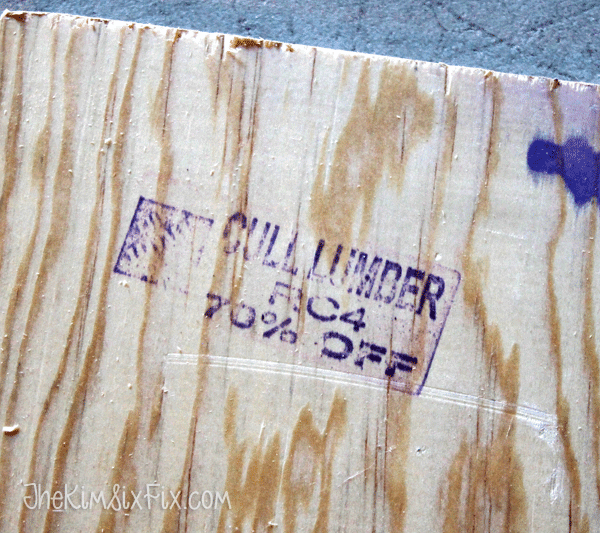 CULL LUMBER
RC4
70% OFF
TheKimSixFix.com